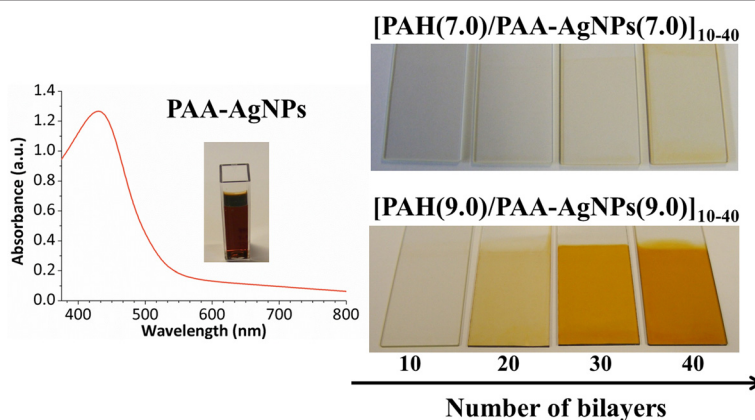 [PAH(7.0)/PAA-AgNPs(7.0)]10-40
PAA-AgNPs
1.4
1.2
1.0
0.8
0.6
0.4
0.2
0.0
Absorbance (a.u.)
400 500 600 700 800
Wavelength (nm)
[PAH(9.0)/PAA-AgNPs(9.0)]10-40
10 20 30 40
Number of bilayers